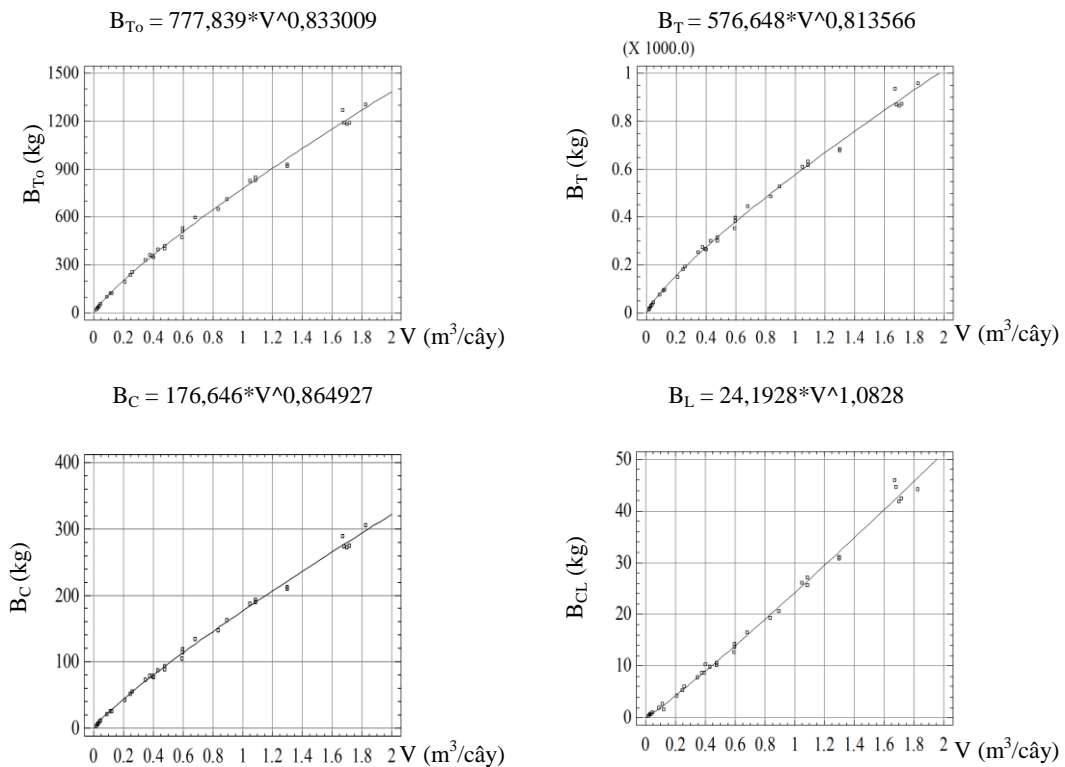 B_To = 777,839*V^0,833009
B_To (kg)
1500
1200
900
600
300
0
0 0.2 0.4 0.6 0.8 1 1.2 1.4 1.6 1.8 2
V (m³/cây)
B_T = 576,648*V^0,813566
(X 1000.0)
B_T (kg)
1
0.8
0.6
0.4
0.2
0
0 0.2 0.4 0.6 0.8 1 1.2 1.4 1.6 1.8 2
V (m³/cây)
B_C = 176,646*V^0,864927
B_C (kg)
400
300
200
100
0
0 0.2 0.4 0.6 0.8 1 1.2 1.4 1.6 1.8 2
V (m³/cây)
B_L = 24,1928*V^1,0828
B_CL (kg)
50
40
30
20
10
0
0 0.2 0.4 0.6 0.8 1 1.2 1.4 1.6 1.8 2
V (m³/cây)